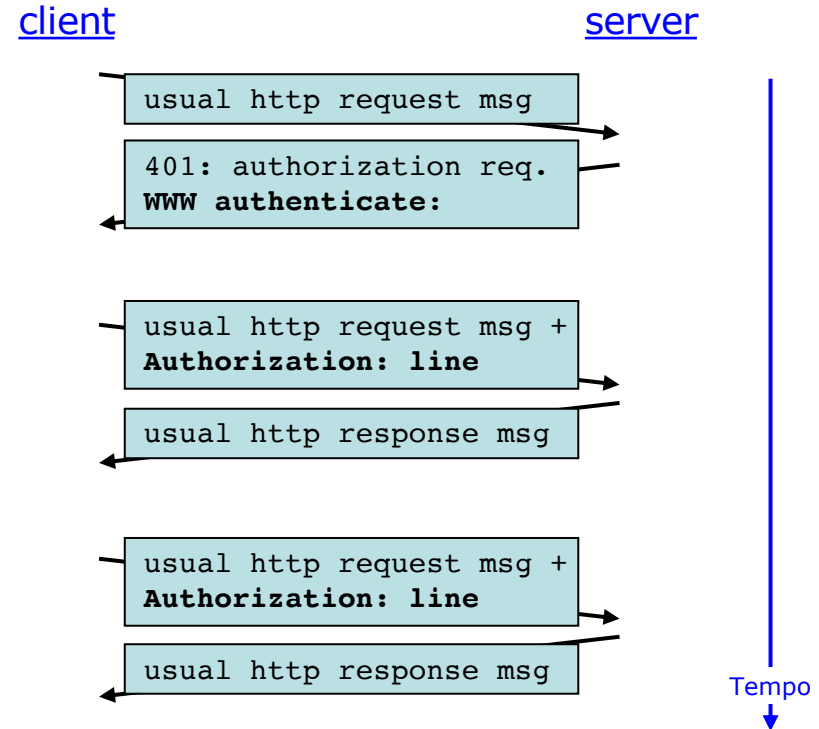 client
server
usual http request msg
401: authorization req.
WWW authenticate:
usual http request msg +
Authorization: line
usual http response msg
usual http request msg +
Authorization: line
usual http response msg
Tempo